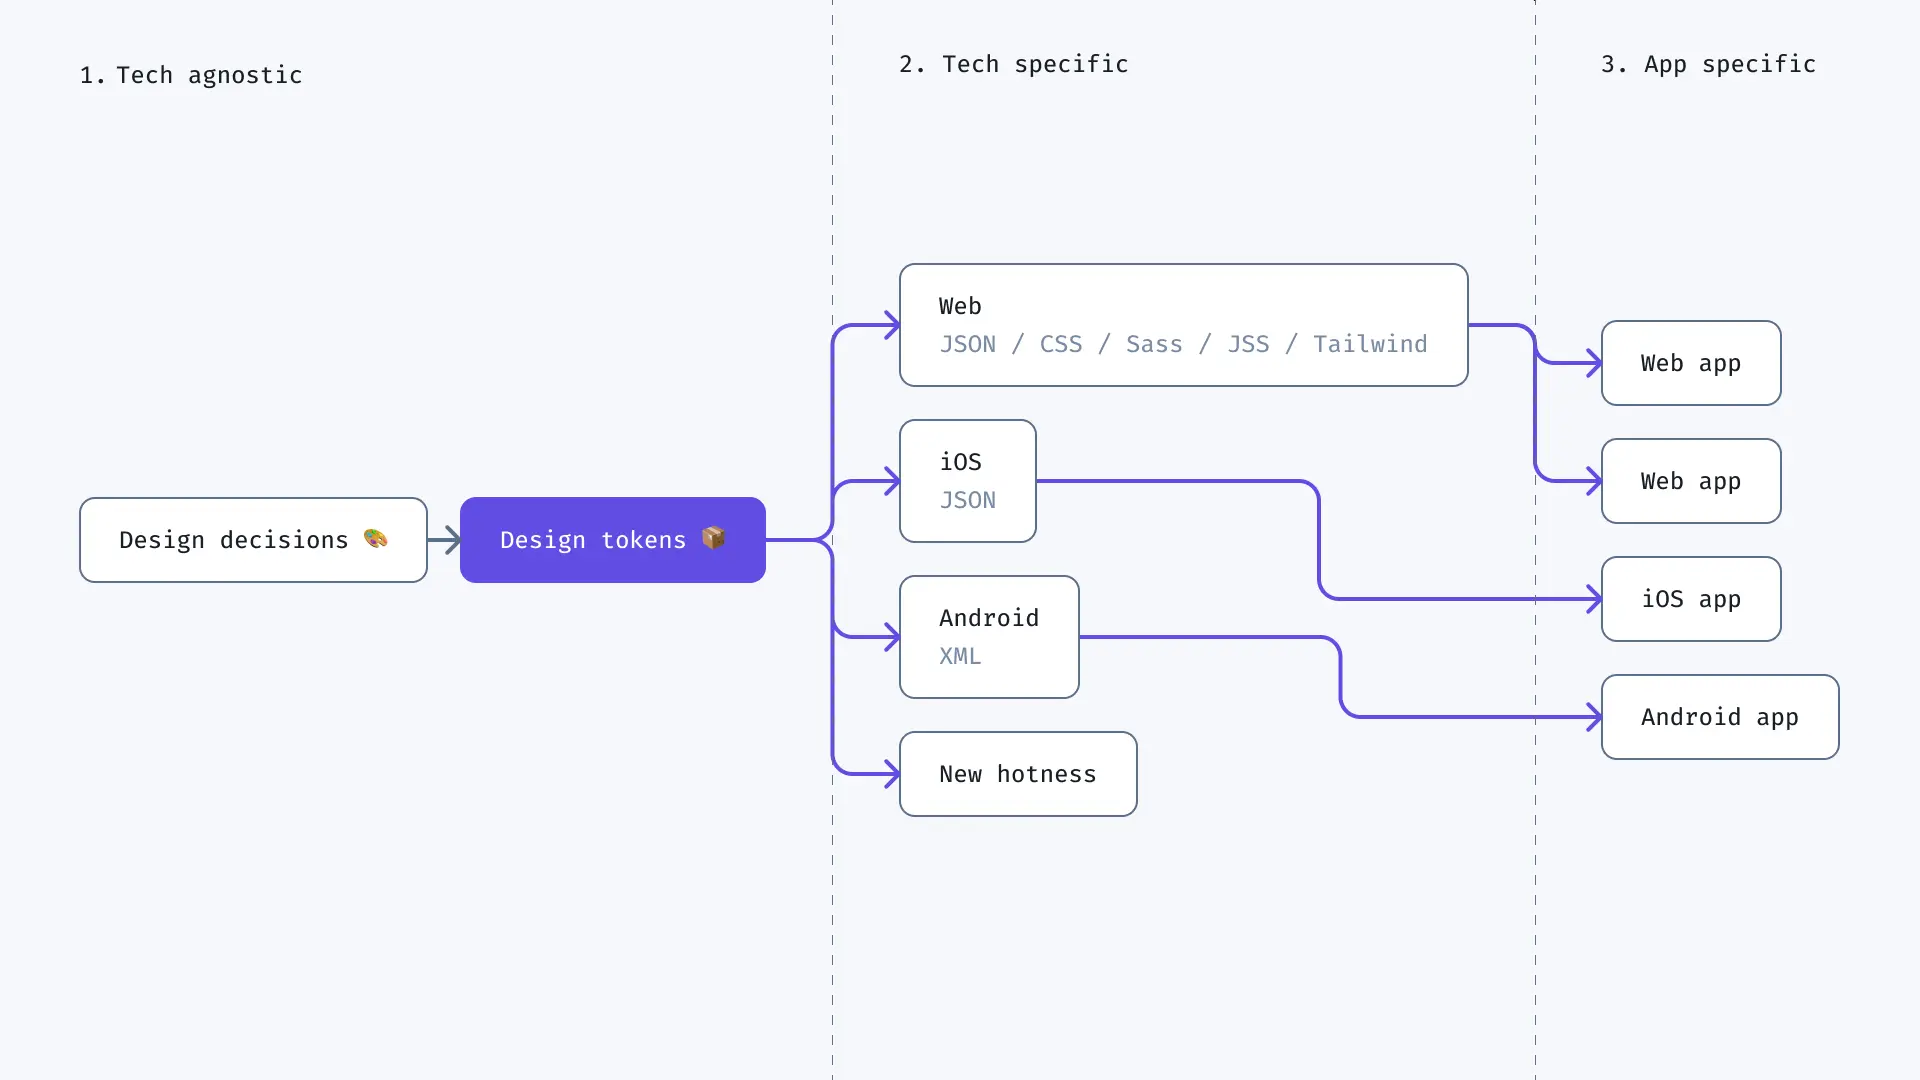 1. Tech agnostic
Design decisions 🎨
Design tokens 📦
2. Tech specific
Web
JSON / CSS / Sass / JSS / Tailwind
iOS
JSON
Android
XML
New hotness
3. App specific
Web app
Web app
iOS app
Android app